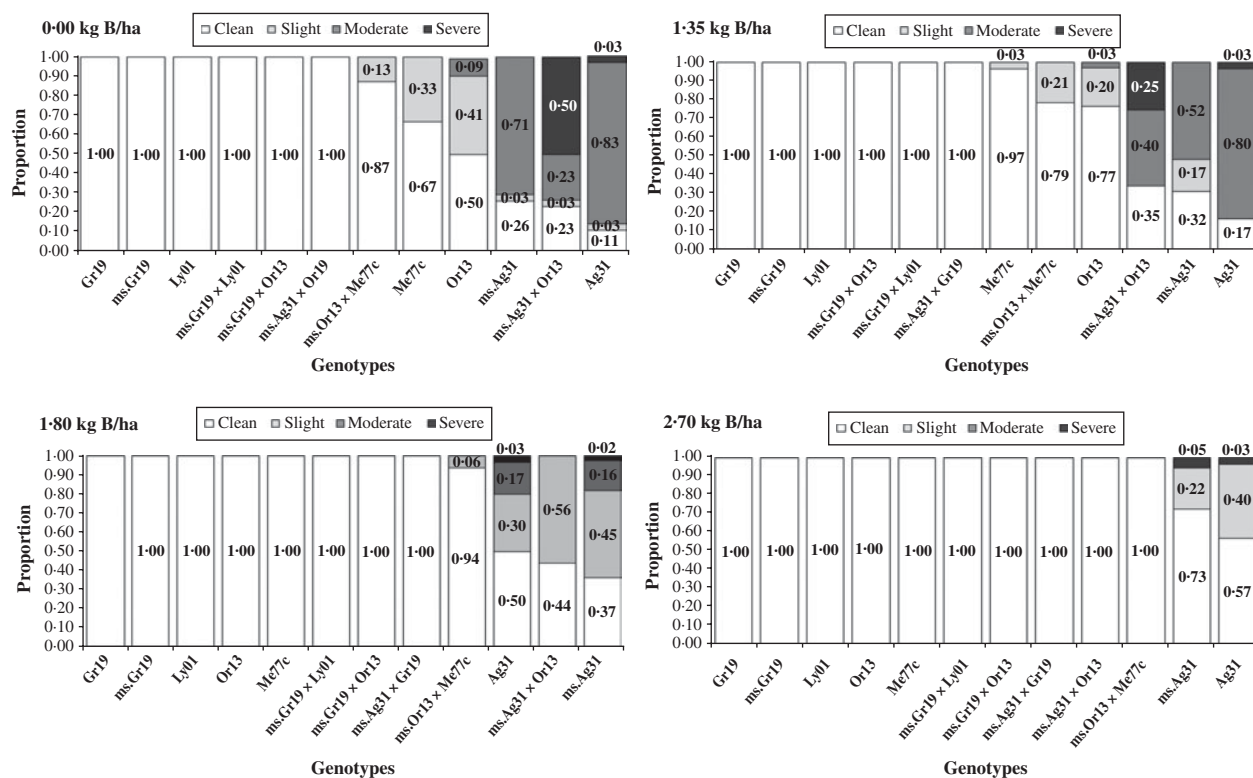 0·00 kg B/ha
Clean Slight Moderate Severe
0·03
Proportion
1·00
0·90
0·80
0·70
0·60
0·50
0·40
0·30
0·20
0·10
0·00
1·00 1·00 1·00 1·00 1·00 1·00
0·13
0·87
0·33
0·67
0·09
0·41
0·50
0·71
0·03
0·26
0·50
0·23
0·03
0·23
0·83
0·03
0·11
Gr19
ms.Gr19
Ly01
ms.Gr19 x Ly01
ms.Gr19 × Or13
ms.Ag31 × Or19
ms.Or13 × Me77c
Me77c
Or13
ms.Ag31
ms.Ag31 × Or13
Ag31
Genotypes
1·35 kg B/ha
Clean Slight Moderate Severe
Proportion
1·00
0·90
0·80
0·70
0·60
0·50
0·40
0·30
0·20
0·10
0·00
1·00 1·00 1·00 1·00 1·00 1·00
0·03
0·97
0·21
0·79
0·03
0·20
0·77
0·25
0·40
0·35
0·52
0·17
0·32
0·03
0·80
0·17
Gr19
ms.Gr19
Ly01
ms.Gr19 × Or13
ms.Gr19 × Ly01
ms.Ag31 × Gr19
Me77c
ms.Or13 × Me77c
Or13
ms.Ag31 × Or13
ms.Ag31
Ag31
Genotypes
1·80 kg B/ha
Clean Slight Moderate Severe
Proportion
1·00
0·90
0·80
0·70
0·60
0·50
0·40
0·30
0·20
0·10
0·00
1·00 1·00 1·00 1·00 1·00 1·00 1·00
0·06
0·94
0·03
0·17
0·30
0·50
0·56
0·44
0·02
0·16
0·45
0·37
Gr19
ms.Gr19
Ly01
Or13
Me77c
ms.Gr19 × Ly01
ms.Gr19 × Or13
ms.Ag31 × Gr19
ms.Or13 × Me77c
Ag31
ms.Ag31 × Or13
ms.Ag31
Genotypes
2·70 kg B/ha
Clean Slight Moderate Severe
Proportion
1·00
0·90
0·80
0·70
0·60
0·50
0·40
0·30
0·20
0·10
0·00
1·00 1·00 1·00 1·00 1·00 1·00 1·00 1·00 1·00 1·00
0·05
0·22
0·73
0·03
0·40
0·57
Gr19
ms.Gr19
Ly01
Or13
Me77c
ms.Gr19 × Ly01
ms.Gr19 × Or13
ms.Ag31 × Gr19
ms.Ag31 × Or13
ms.Or13 × Me77c
ms.Ag31
Ag31
Genotypes